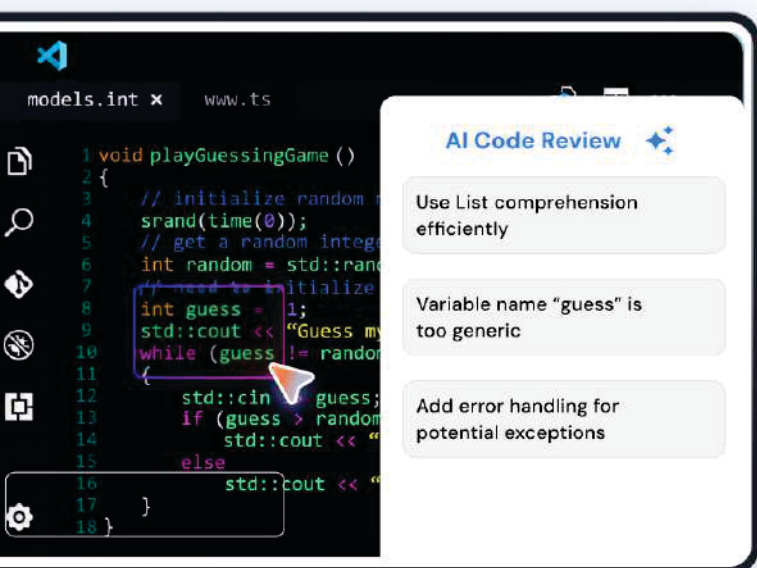 models.int ×
www.ts
1 void playGuessingGame ()
2 {
3 // initialize random
4 srand(time(0));
5 // get a random intege
6 int random = std::rand
7 // need to initialize
8 int guess = 1;
9 std::cout << “Guess my
10 while (guess != random
11 {
12 std::cin guess;
13 if (guess > random
14 std::cout << “
15 else
16 std::cout << “
17 }
18 }
AI Code Review
Use List comprehension
efficiently
Variable name “guess” is
too generic
Add error handling for
potential exceptions